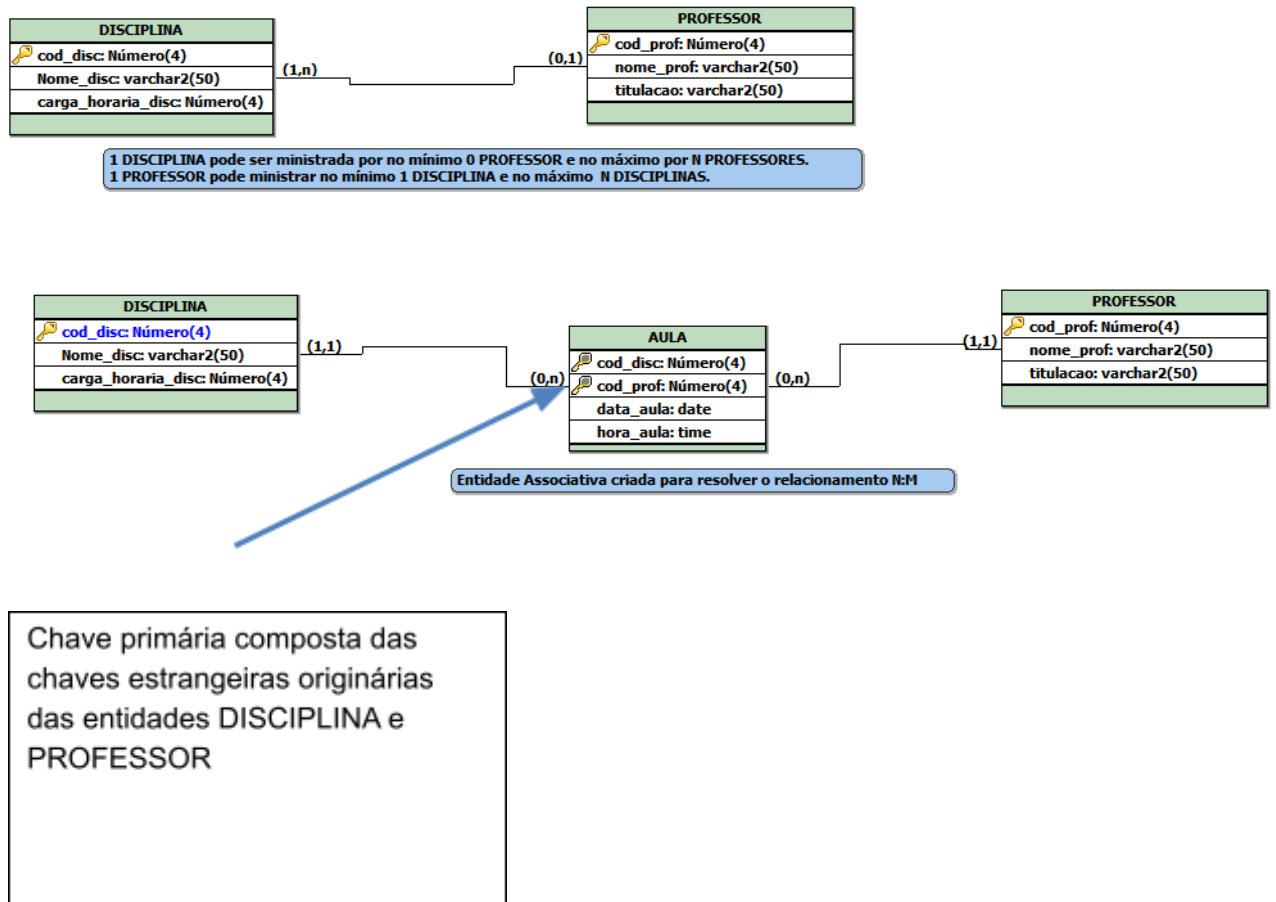 DISCIPLINA
cod_disc: Número(4)
Nome_disc: varchar2(50)
carga_horaria_disc: Número(4)
(1,n)
(0,1)
PROFESSOR
cod_prof: Número(4)
nome_prof: varchar2(50)
titulacao: varchar2(50)
1 DISCIPLINA pode ser ministrada por no mínimo 0 PROFESSOR e no máximo por N PROFESSORES.
1 PROFESSOR pode ministrar no mínimo 1 DISCIPLINA e no máximo N DISCIPLINAS.
DISCIPLINA
cod_disc: Número(4)
Nome_disc: varchar2(50)
carga_horaria_disc: Número(4)
(1,1)
(0,n)
AULA
cod_disc: Número(4)
cod_prof: Número(4)
data_aula: date
hora_aula: time
(0,n)
(1,1)
PROFESSOR
cod_prof: Número(4)
nome_prof: varchar2(50)
titulacao: varchar2(50)
Entidade Associativa criada para resolver o relacionamento N:M
Chave primária composta das
chaves estrangeiras originárias
das entidades DISCIPLINA e
PROFESSOR